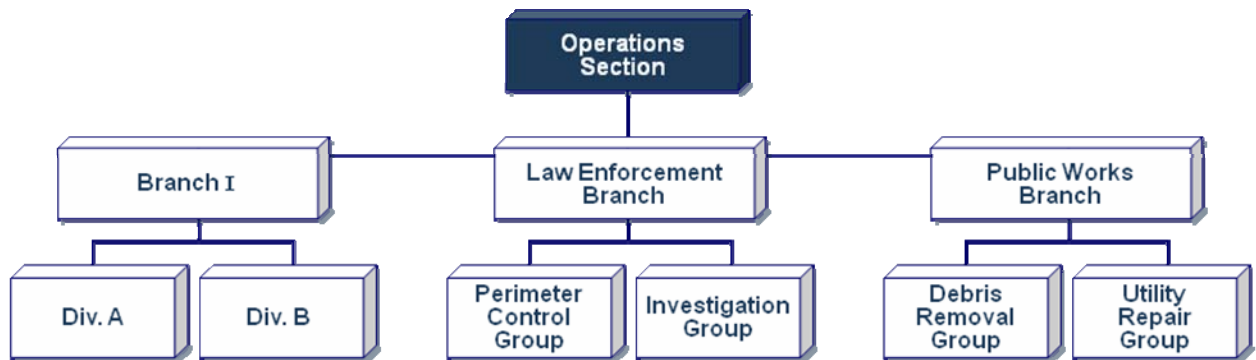 Operations
Section
Branch I
Law Enforcement
Branch
Public Works
Branch
Div. A
Div. B
Perimeter
Control
Group
Investigation
Group
Debris
Removal
Group
Utility
Repair
Group